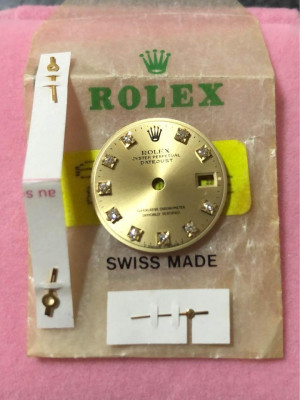 ROLEX
ROLEX
OYSTER PERPETUAL
DATEJUST
SUPERLATIVE CHRONOMETER
OFFICIALLY CERTIFIED
SWISS MADE